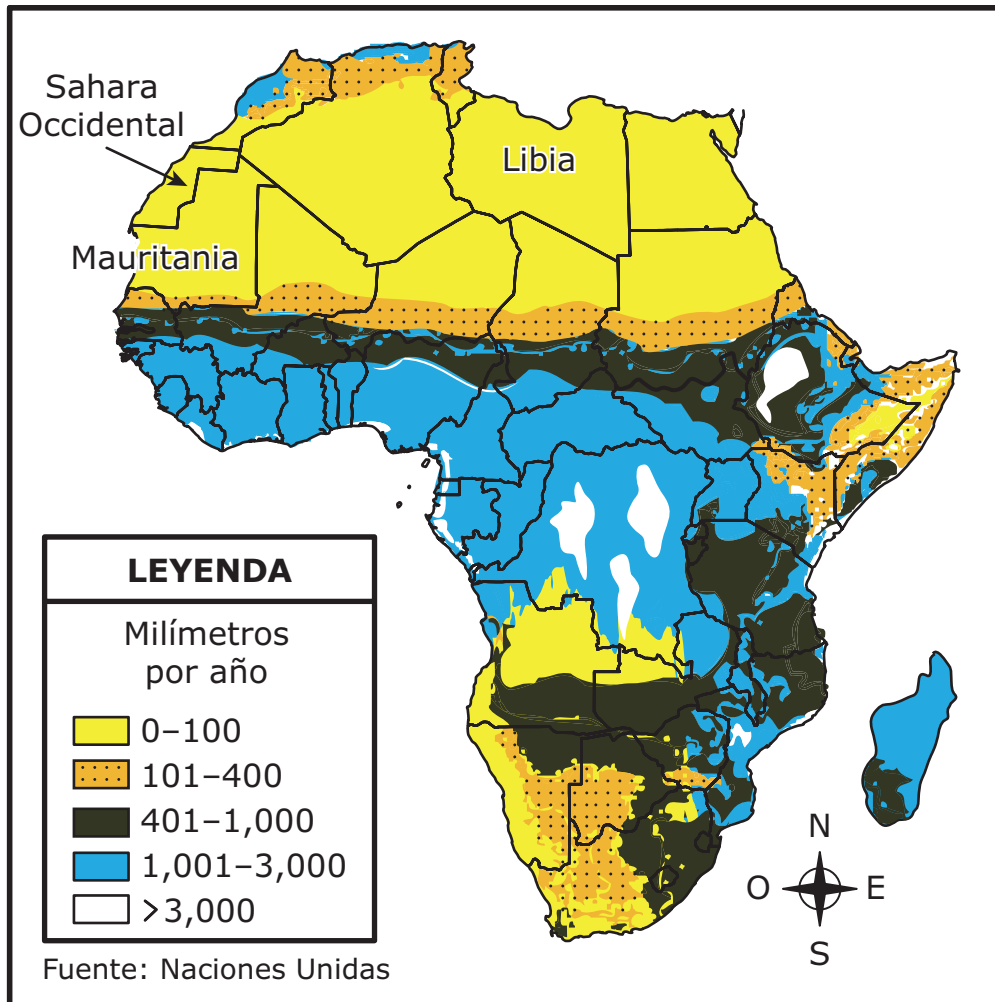 Sahara
Occidental
Libia
Mauritania
LEYENDA
Milímetros
por año
0–100
101–400
401–1,000
1,001–3,000
>3,000
N
O E
S
Fuente: Naciones Unidas